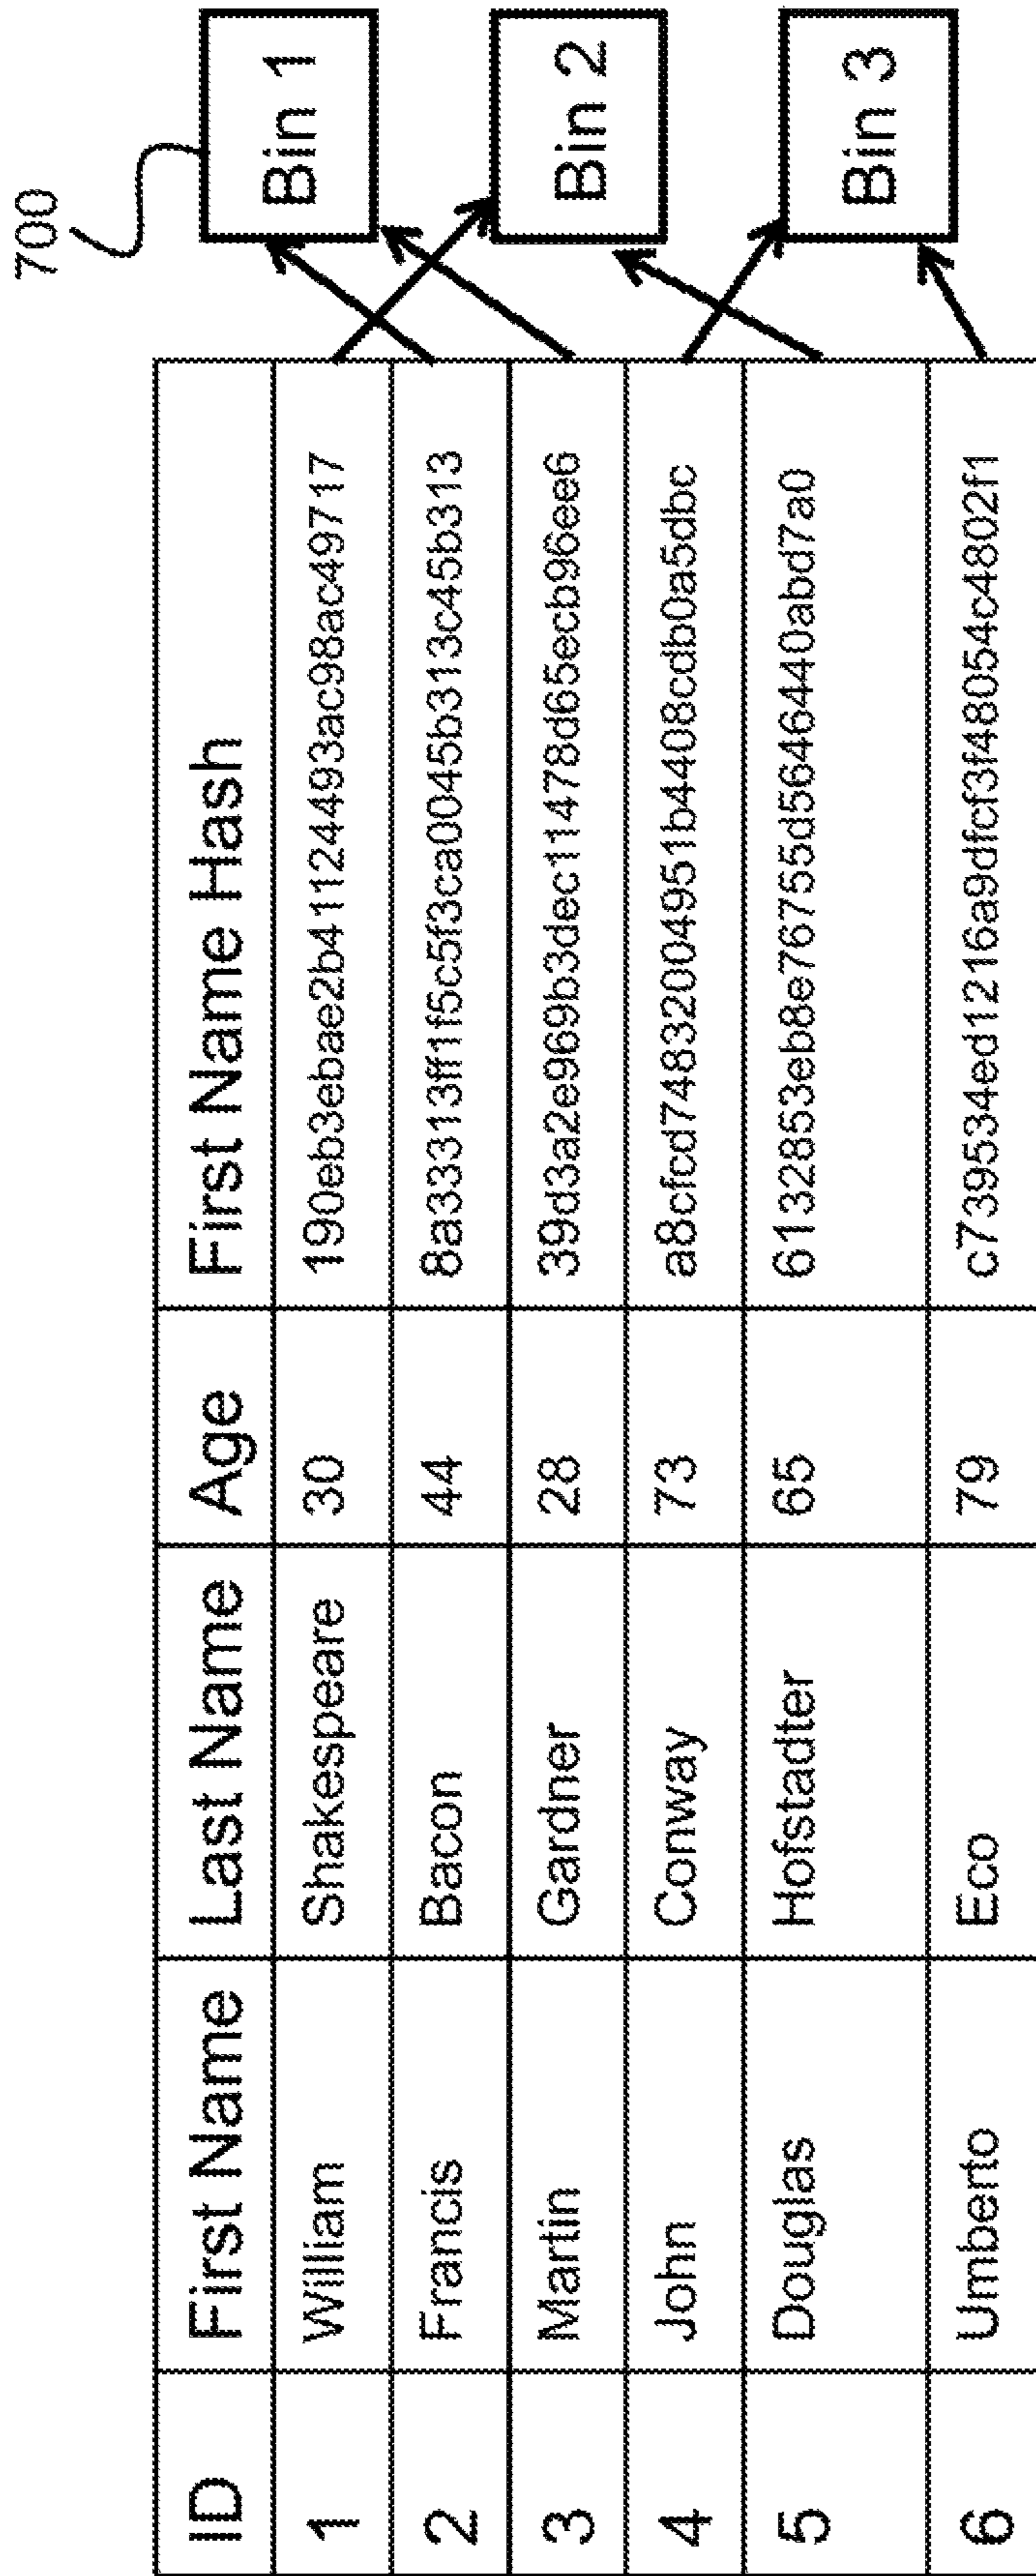 700
ID First Name Last Name Age First Name Hash
1 William Shakespeare 30 190eb3ebae2b41124493ac98ac49717
2 Francis Bacon 44 8a33313ff1f5c5f3ca0045b313c45b313
3 Martin Gardner 28 39d3a2e969b3dec11478d65ecb96ee6
4 John Conway 73 a8cfcd74832004951b4408cdb0a5dbc
5 Douglas Hofstadter 65 6132853eb8e76755d5646440abd7a0
6 Umberto Eco 79 c739534ed1216a9dfcf3f48054c4802f1
Bin 1
Bin 2
Bin 3